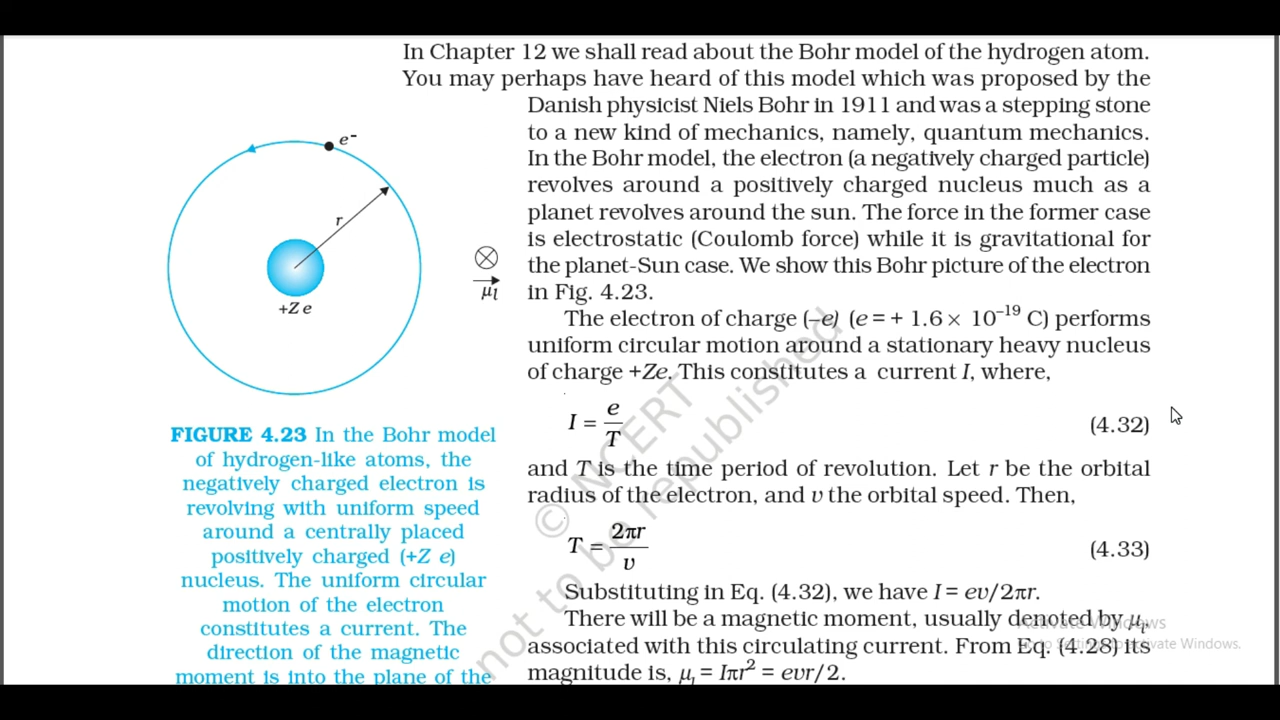 In Chapter 12 we shall read about the Bohr model of the hydrogen atom.
You may perhaps have heard of this model which was proposed by the
Danish physicist Niels Bohr in 1911 and was a stepping stone
to a new kind of mechanics, namely, quantum mechanics.
In the Bohr model, the electron (a negatively charged particle)
revolves around a positively charged nucleus much as a
planet revolves around the sun. The force in the former case
is electrostatic (Coulomb force) while it is gravitational for
the planet-Sun case. We show this Bohr picture of the electron
in Fig. 4.23.
The electron of charge (–e) (e = + 1.6 × 10⁻¹⁹ C) performs
uniform circular motion around a stationary heavy nucleus
of charge +Ze. This constitutes a current I, where,
I = e/T (4.32)
and T is the time period of revolution. Let r be the orbital
radius of the electron, and v the orbital speed. Then,
T = 2πr/v (4.33)
Substituting in Eq. (4.32), we have I = ev/2πr.
There will be a magnetic moment, usually denoted by μₗ,
associated with this circulating current. From Eq. (4.28) its
magnitude is, μₗ = Iπr² = evr/2.
e⁻
r
+Z e
⊗
μₗ
FIGURE 4.23 In the Bohr model
of hydrogen-like atoms, the
negatively charged electron is
revolving with uniform speed
around a centrally placed
positively charged (+Z e)
nucleus. The uniform circular
motion of the electron
constitutes a current. The
direction of the magnetic
moment is into the plane of the
© NCERT
not to be republished
Activate Windows
Go to Settings to activate Windows.